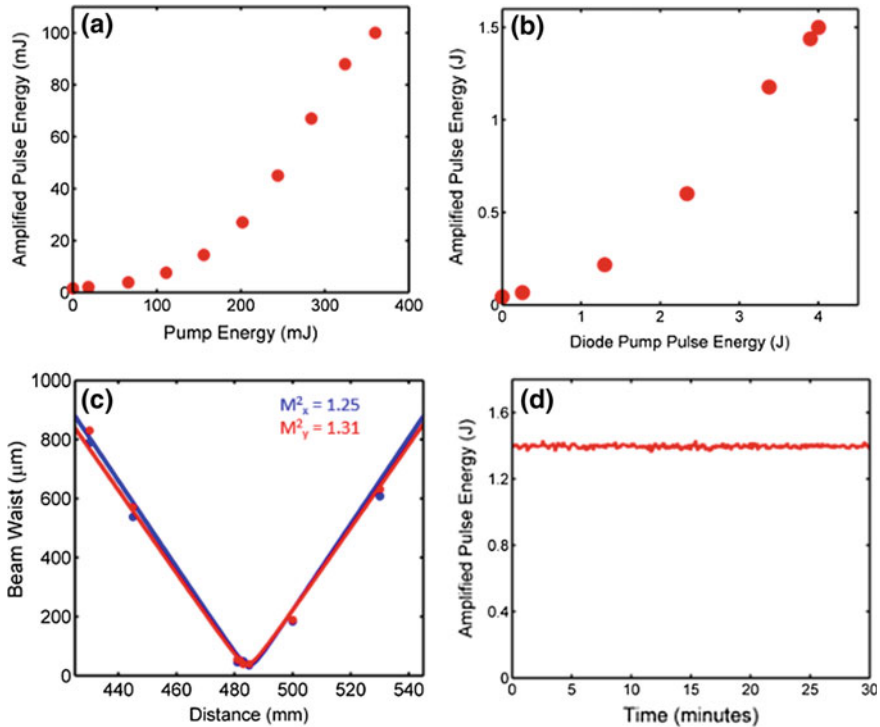 (a)
Amplified Pulse Energy (mJ)
100
80
60
40
20
0
0 100 200 300 400
Pump Energy (mJ)
(b)
Amplified Pulse Energy (J)
1.5
1
0.5
0
0 1 2 3 4
Diode Pump Pulse Energy (J)
(c)
M²x = 1.25
M²y = 1.31
Beam Waist (µm)
1000
800
600
400
200
0
440 460 480 500 520 540
Distance (mm)
(d)
Amplified Pulse Energy (J)
1.6
1.2
0.8
0.4
0
0 5 10 15 20 25 30
Time (minutes)